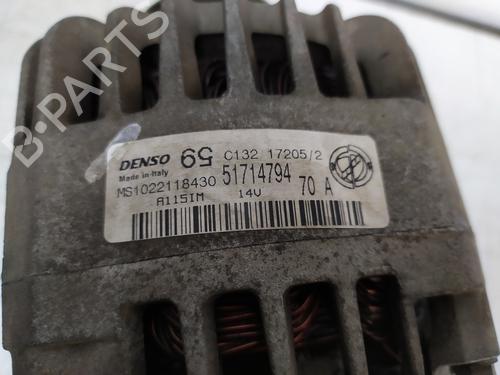 DENSO 59 C132 17205/2
Made in Italy
MS1022118430 51714794 70 A
A115IM 14V
B-PARTS